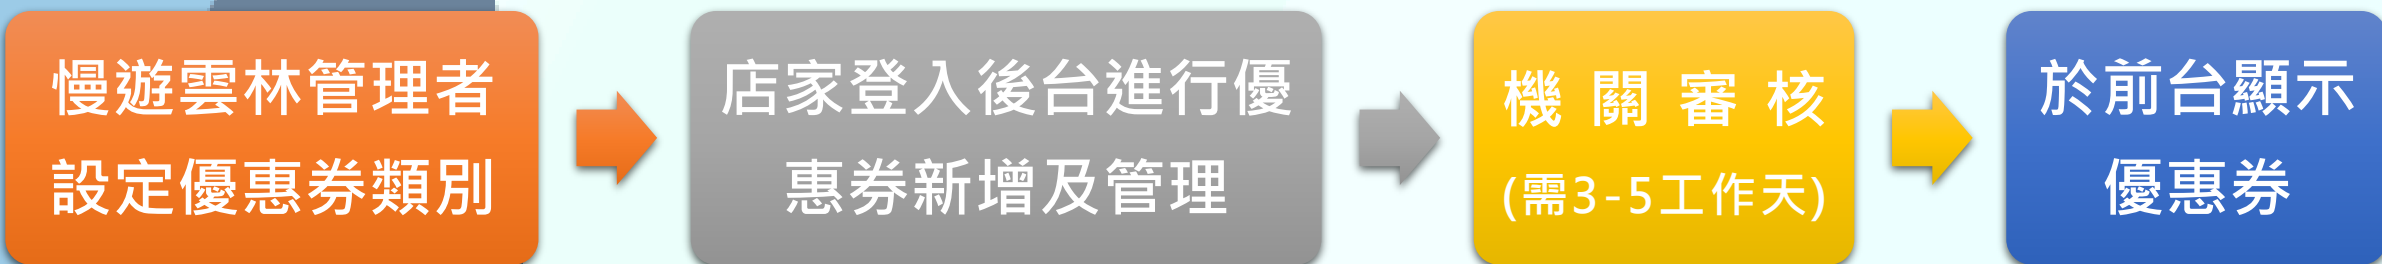 慢遊雲林管理者
設定優惠券類別
店家登入後台進行優
惠券新增及管理
機關審核
(需3-5工作天)
於前台顯示
優惠券